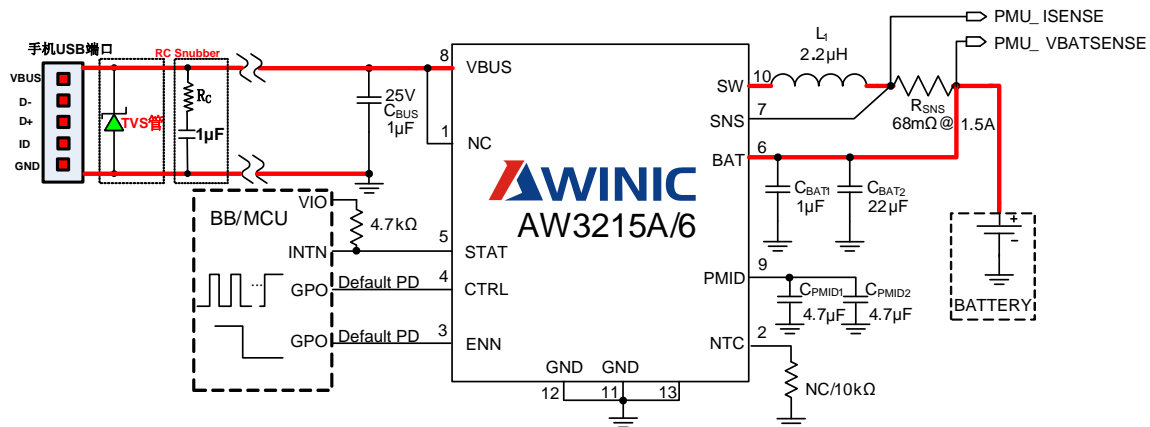 手机USB端口
RC Snubber
VBUS
D-
D+
ID
GND
TVS管
RC
1μF
25V
CBUS
1μF
8
VBUS
1
NC
AWINIC
AW3215A/6
BB/MCU
VIO
4.7kΩ
INTN
5
STAT
...
GPO
Default PD
4
CTRL
GPO
Default PD
3
ENN
GND
GND
12
11
13
SW
10
L1
2.2μH
PMU_ISENSE
PMU_VBATSENSE
SNS
7
RSNS
68mΩ@ 1.5A
BAT
6
CBAT1
1μF
CBAT2
22μF
PMID
9
CPMID1
4.7μF
CPMID2
4.7μF
NTC
2
NC/10kΩ
+
-
BATTERY